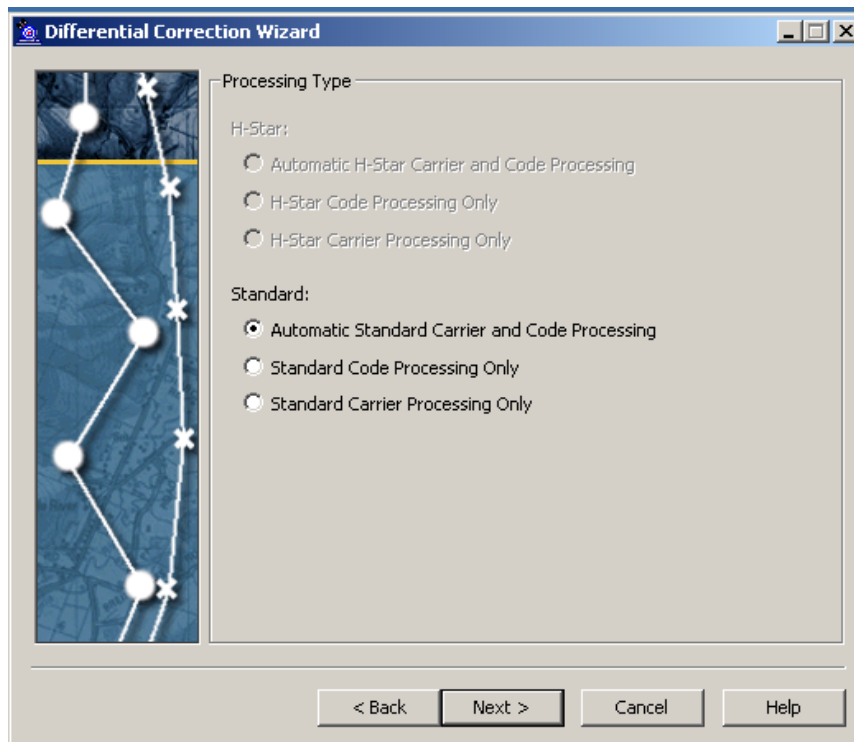 Differential Correction Wizard
Processing Type
H-Star:
Automatic H-Star Carrier and Code Processing
H-Star Code Processing Only
H-Star Carrier Processing Only
Standard:
Automatic Standard Carrier and Code Processing
Standard Code Processing Only
Standard Carrier Processing Only
< Back
Next >
Cancel
Help